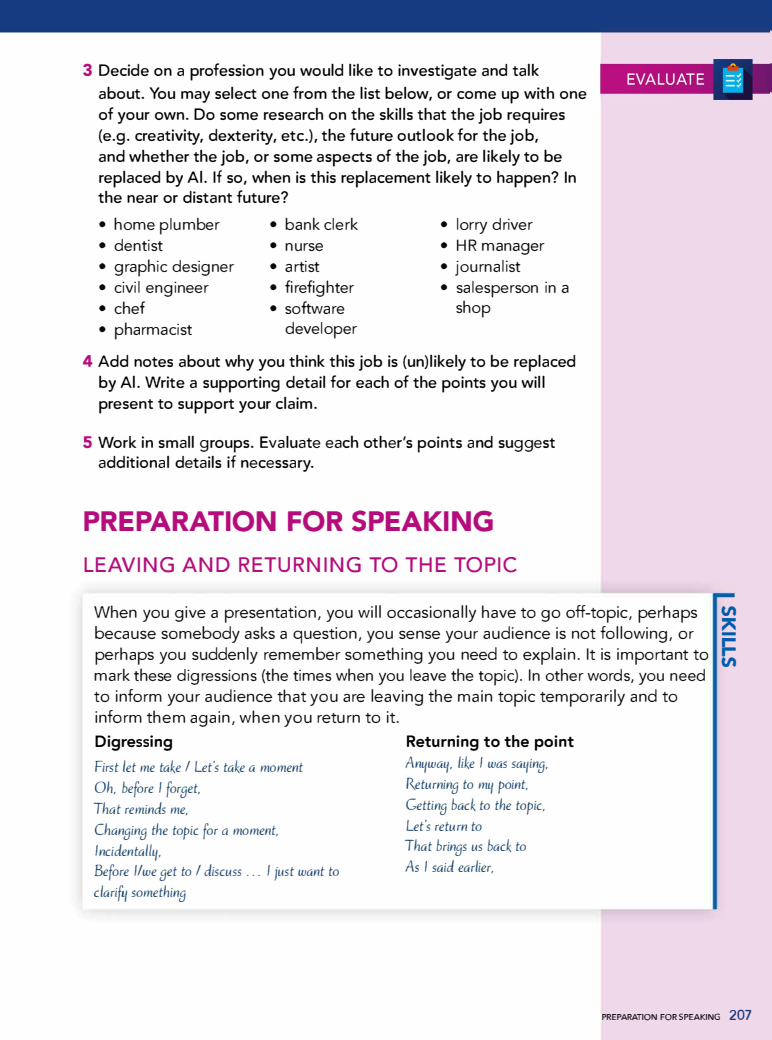 3 Decide on a profession you would like to investigate and talk
about. You may select one from the list below, or come up with one
of your own. Do some research on the skills that the job requires
(e.g. creativity, dexterity, etc.), the future outlook for the job,
and whether the job, or some aspects of the job, are likely to be
replaced by Al. If so, when is this replacement likely to happen? In
the near or distant future?
EVALUATE
• home plumber
• dentist
• graphic designer
• civil engineer
• chef
• pharmacist
• bank clerk
• nurse
• artist
• firefighter
• software
developer
• lorry driver
• HR manager
• journalist
• salesperson in a
shop
4 Add notes about why you think this job is (un)likely to be replaced
by Al. Write a supporting detail for each of the points you will
present to support your claim.
5 Work in small groups. Evaluate each other's points and suggest
additional details if necessary.
PREPARATION FOR SPEAKING
LEAVING AND RETURNING TO THE TOPIC
SKILLS
When you give a presentation, you will occasionally have to go off-topic, perhaps
because somebody asks a question, you sense your audience is not following, or
perhaps you suddenly remember something you need to explain. It is important to
mark these digressions (the times when you leave the topic). In other words, you need
to inform your audience that you are leaving the main topic temporarily and to
inform them again, when you return to it.
Digressing
First let me take / Let's take a moment
Oh, before I forget,
That reminds me,
Changing the topic for a moment,
Incidentally,
Before I/we get to / discuss ... I just want to
clarify something
Returning to the point
Anyway, like I was saying,
Returning to my point,
Getting back to the topic,
Let's return to
That brings us back to
As I said earlier,
PREPARATION FOR SPEAKING 207